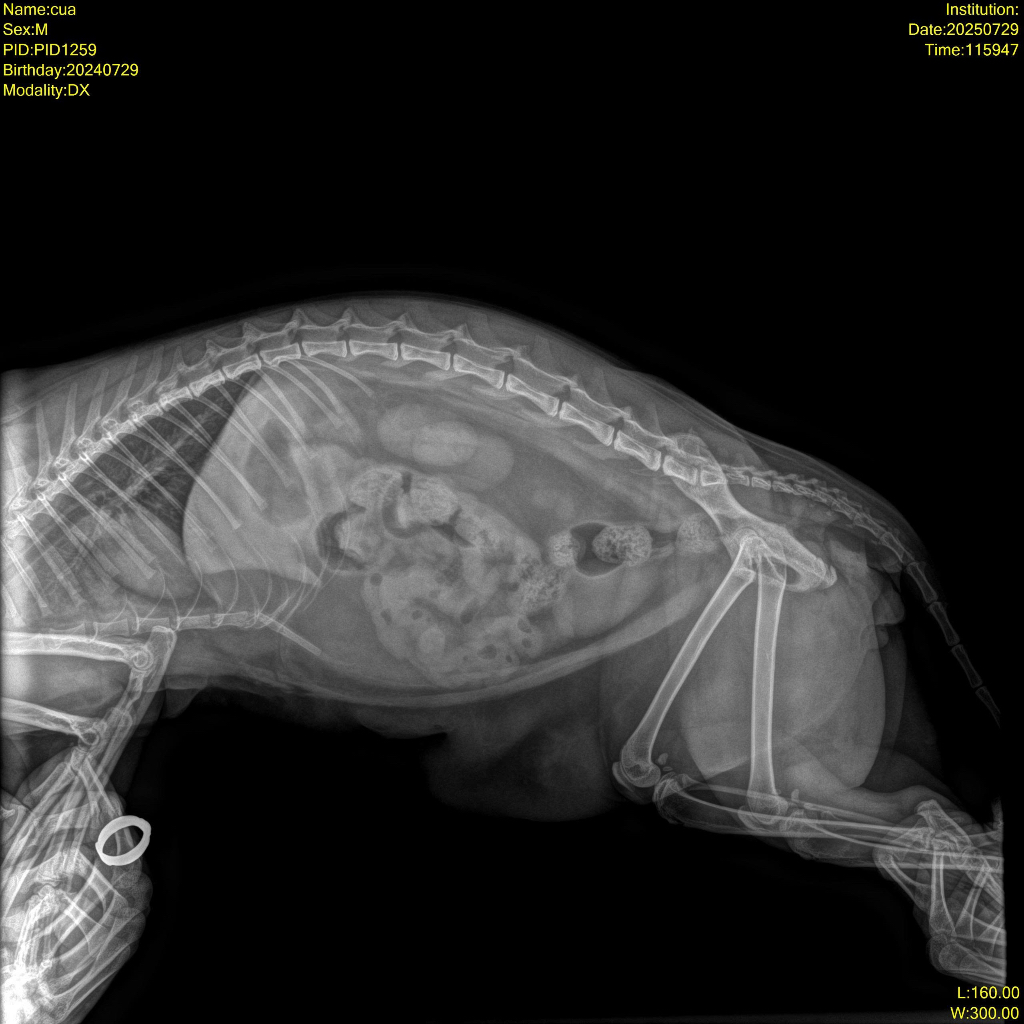 Name:cua
Sex:M
PID:PID1259
Birthday:20240729
Modality:DX
Institution:
Date:20250729
Time:115947
L:160.00
W:300.00